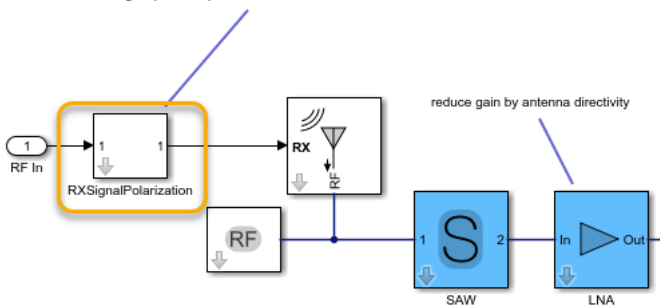 reduce gain by antenna directivity
1
RF In
1 1
RXSignalPolarization
RX
RF
RF
1 S 2
SAW
In Out
LNA